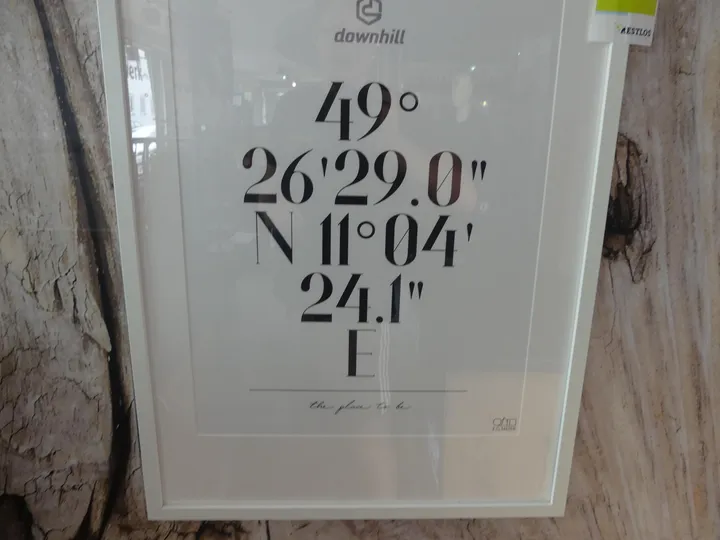 downhill
49°
26'29.0"
N 11°04'
24.1"
E
the place to be